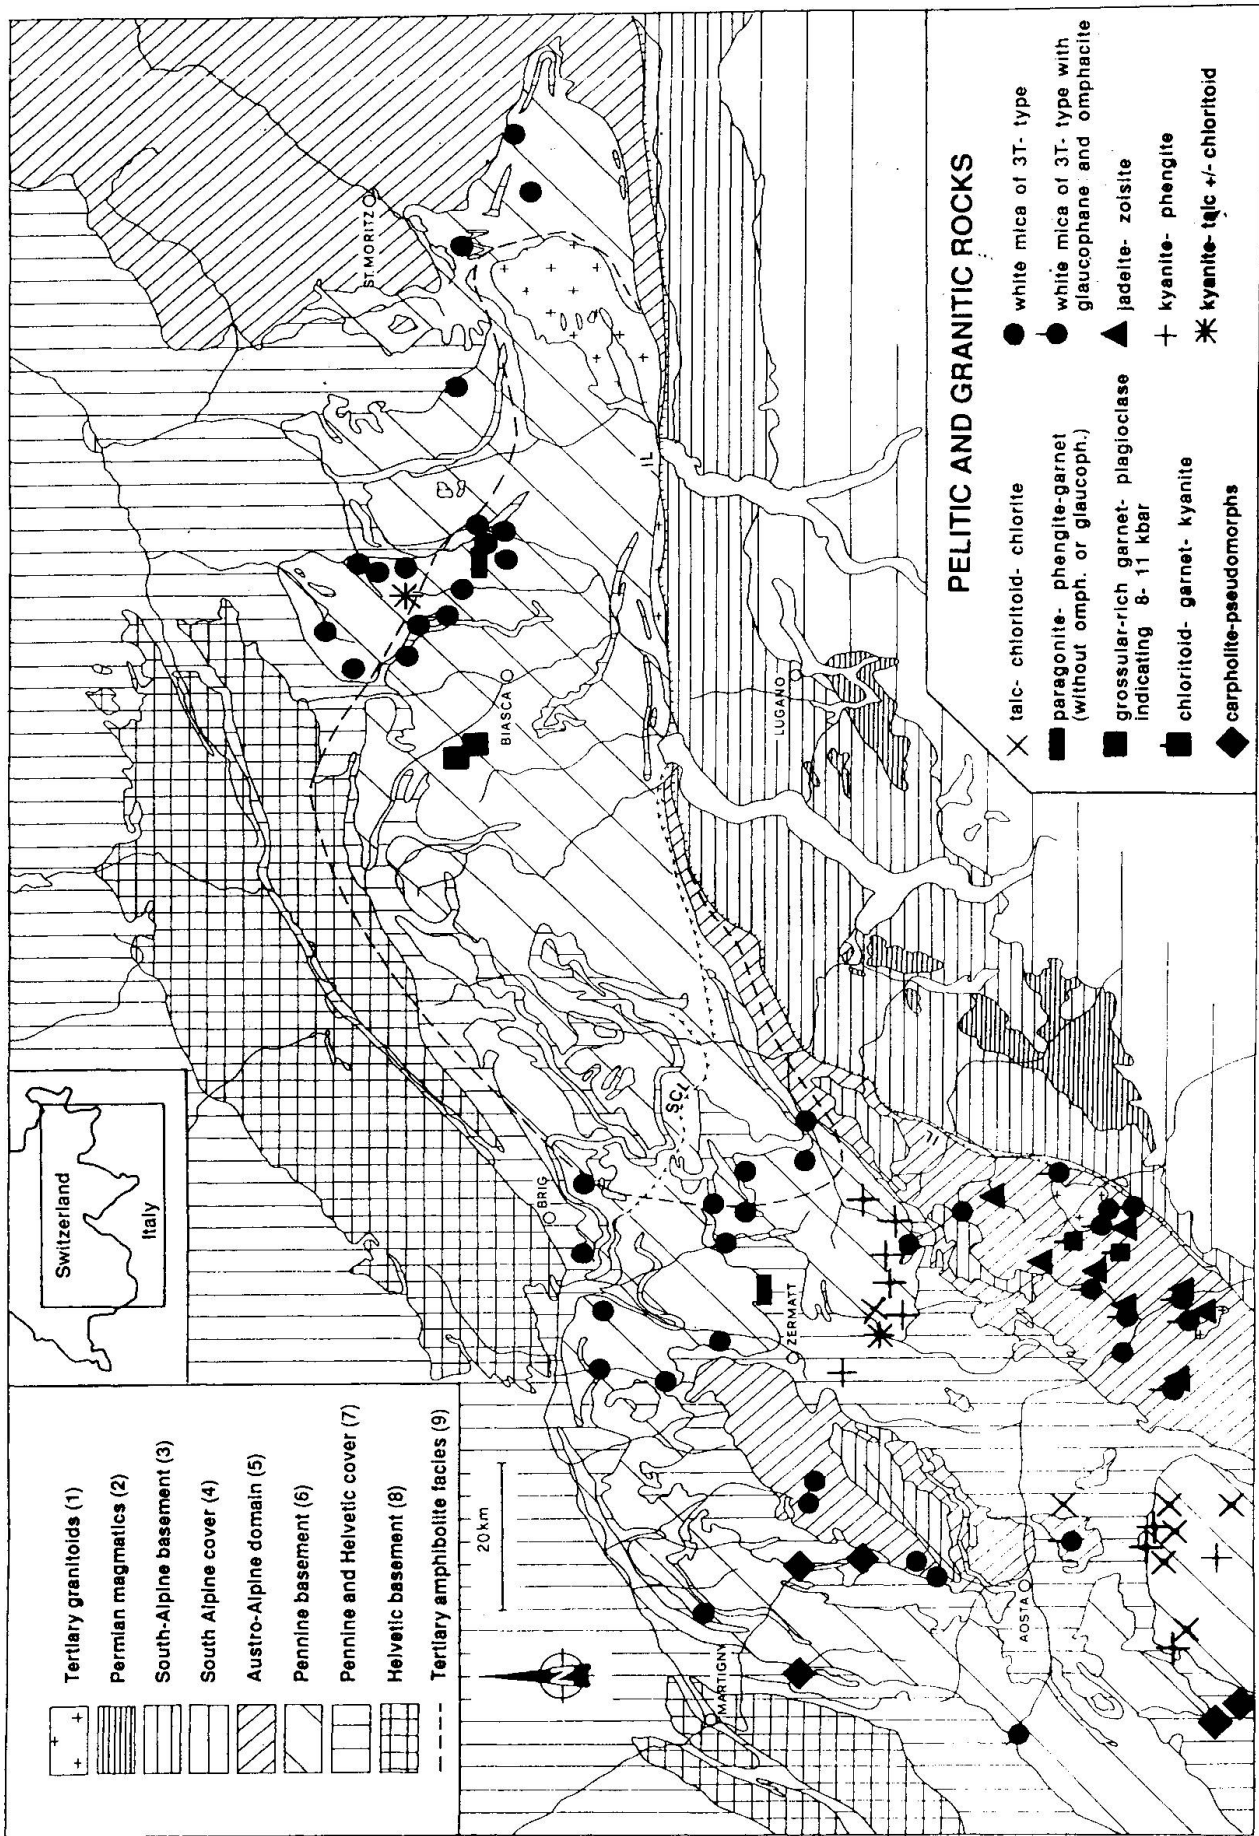 Switzerland
Italy
Tertiary granitoids (1)
Permian magmatics (2)
South-Alpine basement (3)
South Alpine cover (4)
Austro-Alpine domain (5)
Pennine basement (6)
Pennine and Helvetic cover (7)
Helvetic basement (8)
Tertiary amphibolite facies (9)
20km
N
MARTIGNY
BRIG
SCL
ZERMATT
AOSTA
IL
BIASCA
LUGANO
IL
ST. MORITZ
PELITIC AND GRANITIC ROCKS
talc- chloritoid- chlorite
paragonite- phengite-garnet
(without omph. or glaucoph.)
grossular-rich garnet- plagioclase
indicating 8- 11 kbar
chloritoid- garnet- kyanite
carpholite-pseudomorphs
white mica of 3T- type
white mica of 3T- type with
glaucophane and omphacite
jadeite- zoisite
kyanite- phengite
kyanite- talc +/- chloritoid